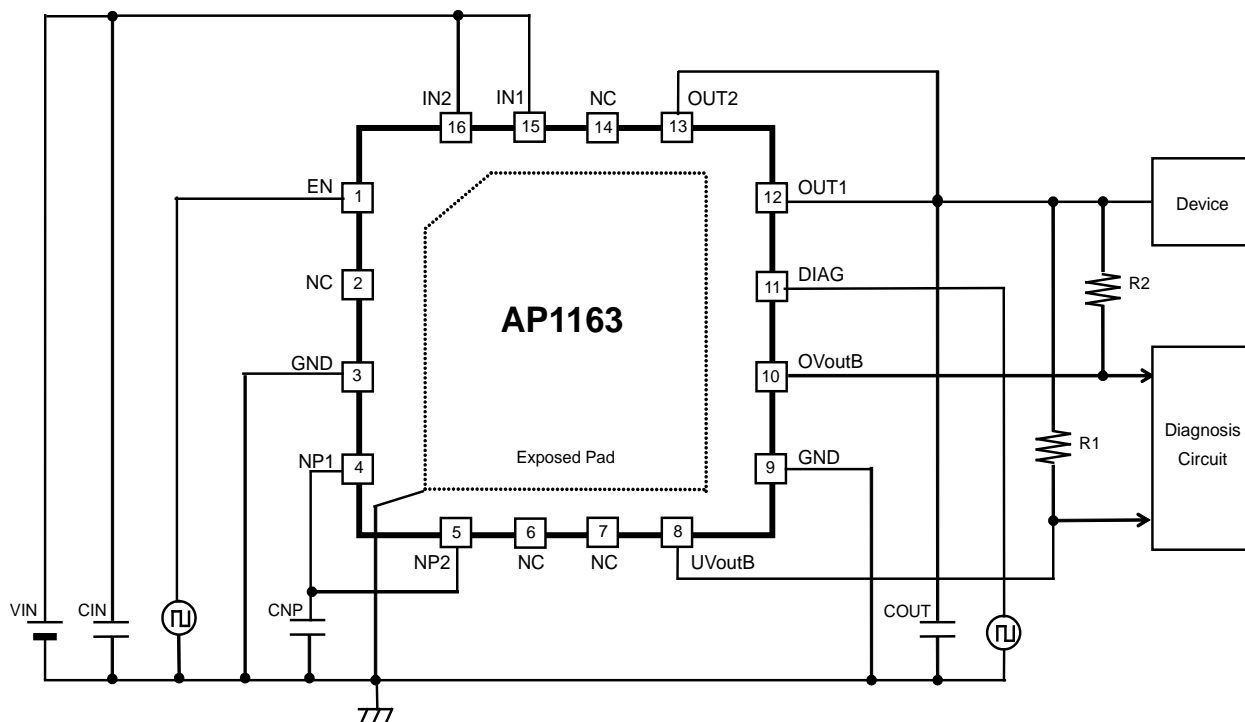 IN2
IN1
NC
OUT2
16
15
14
13
EN
1
12
OUT1
Device
NC
2
DIAG
11
R2
AP1163
GND
3
10
OVoutB
NP1
4
Exposed Pad
9
GND
R1
Diagnosis
Circuit
5
6
7
8
NP2
NC
NC
UVoutB
VIN
CIN
CNP
COUT